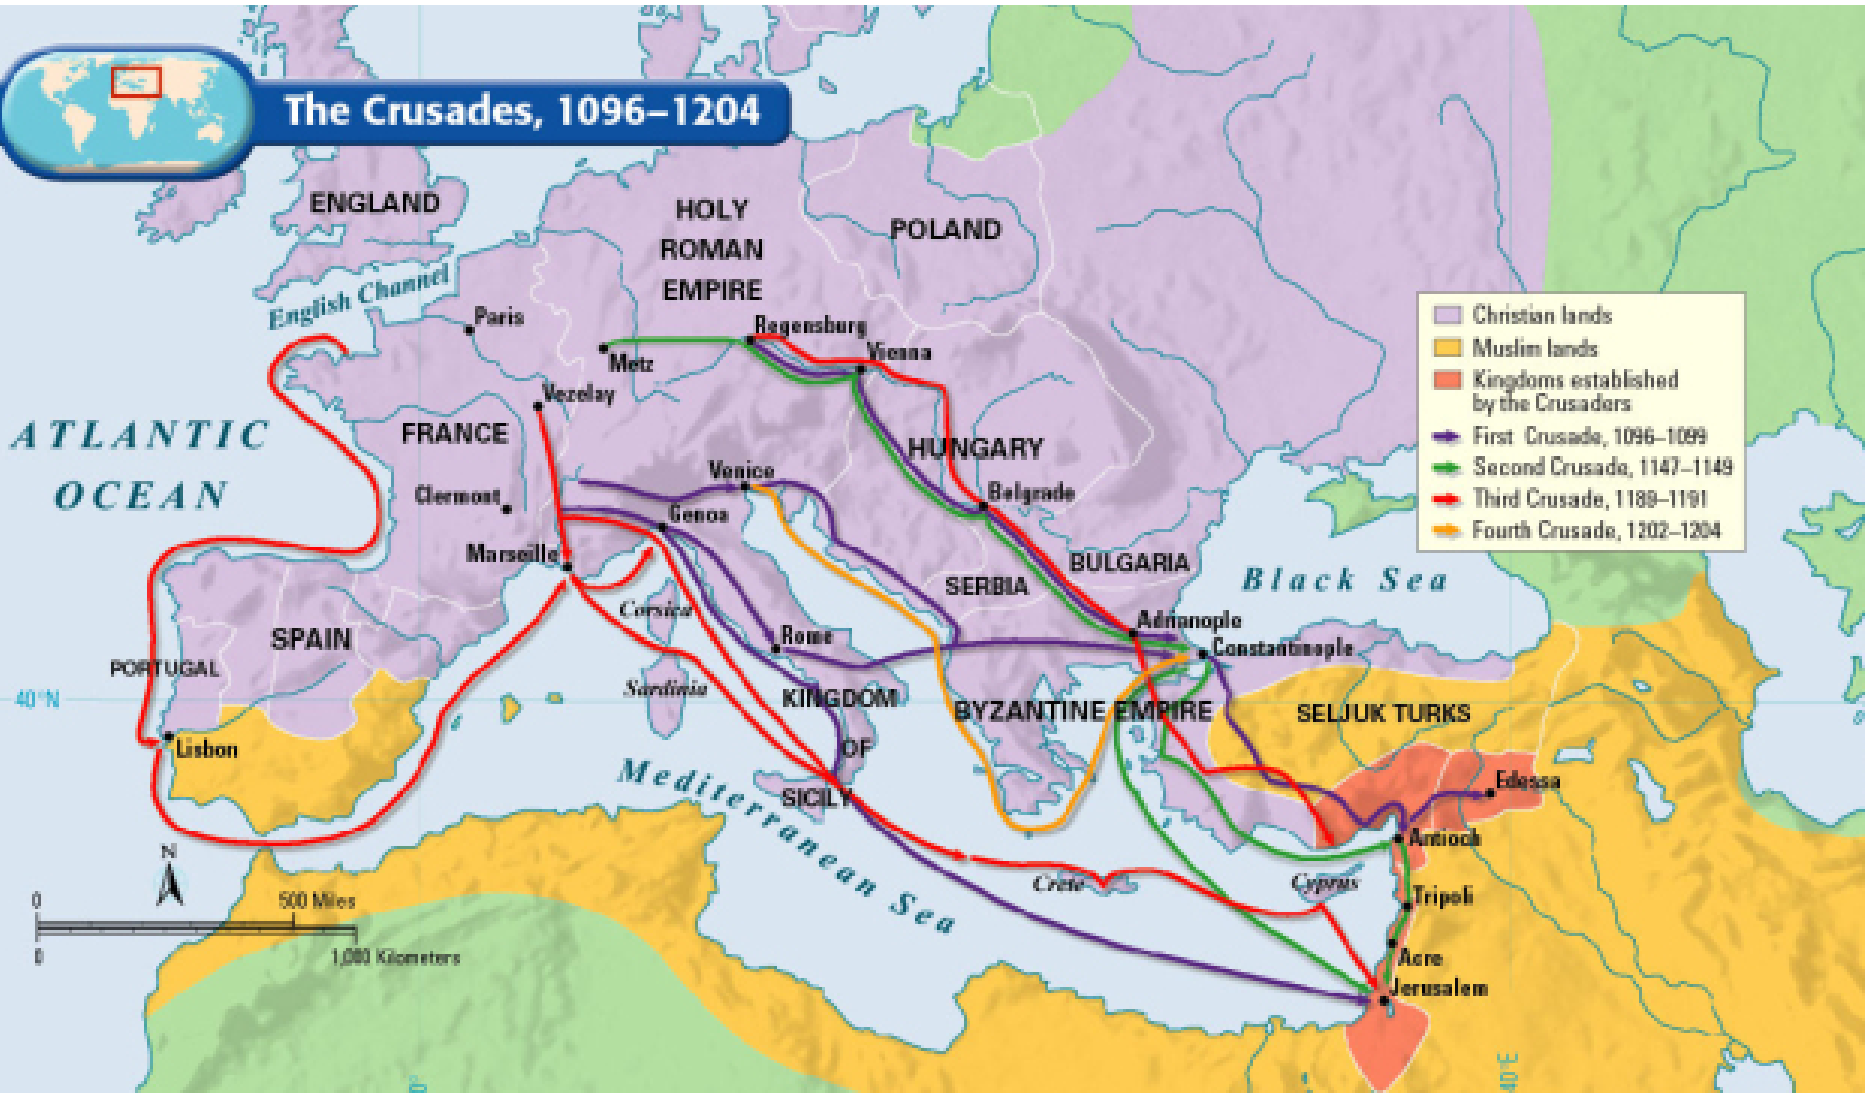 The Crusades, 1096–1204
ENGLAND
HOLY
ROMAN
EMPIRE
POLAND
English Channel
Paris
Regensburg
Metz
Vienna
Vezelay
ATLANTIC
OCEAN
FRANCE
HUNGARY
Venice
Clermont
Genoa
Belgrade
Marseille
BULGARIA
SERBIA
Black Sea
Corsica
Adrianople
SPAIN
Rome
Constantinople
PORTUGAL
Sardinia
40°N
KINGDOM
OF
SICILY
BYZANTINE EMPIRE
SELJUK TURKS
Lisbon
Mediterranean Sea
Edessa
Antioch
Crete
Cyprus
Tripoli
Acre
Jerusalem
Christian lands
Muslim lands
Kingdoms established
by the Crusaders
First Crusade, 1096–1099
Second Crusade, 1147–1149
Third Crusade, 1189–1191
Fourth Crusade, 1202–1204
N
0
500 Miles
0
1,000 Kilometers
0°
40°E